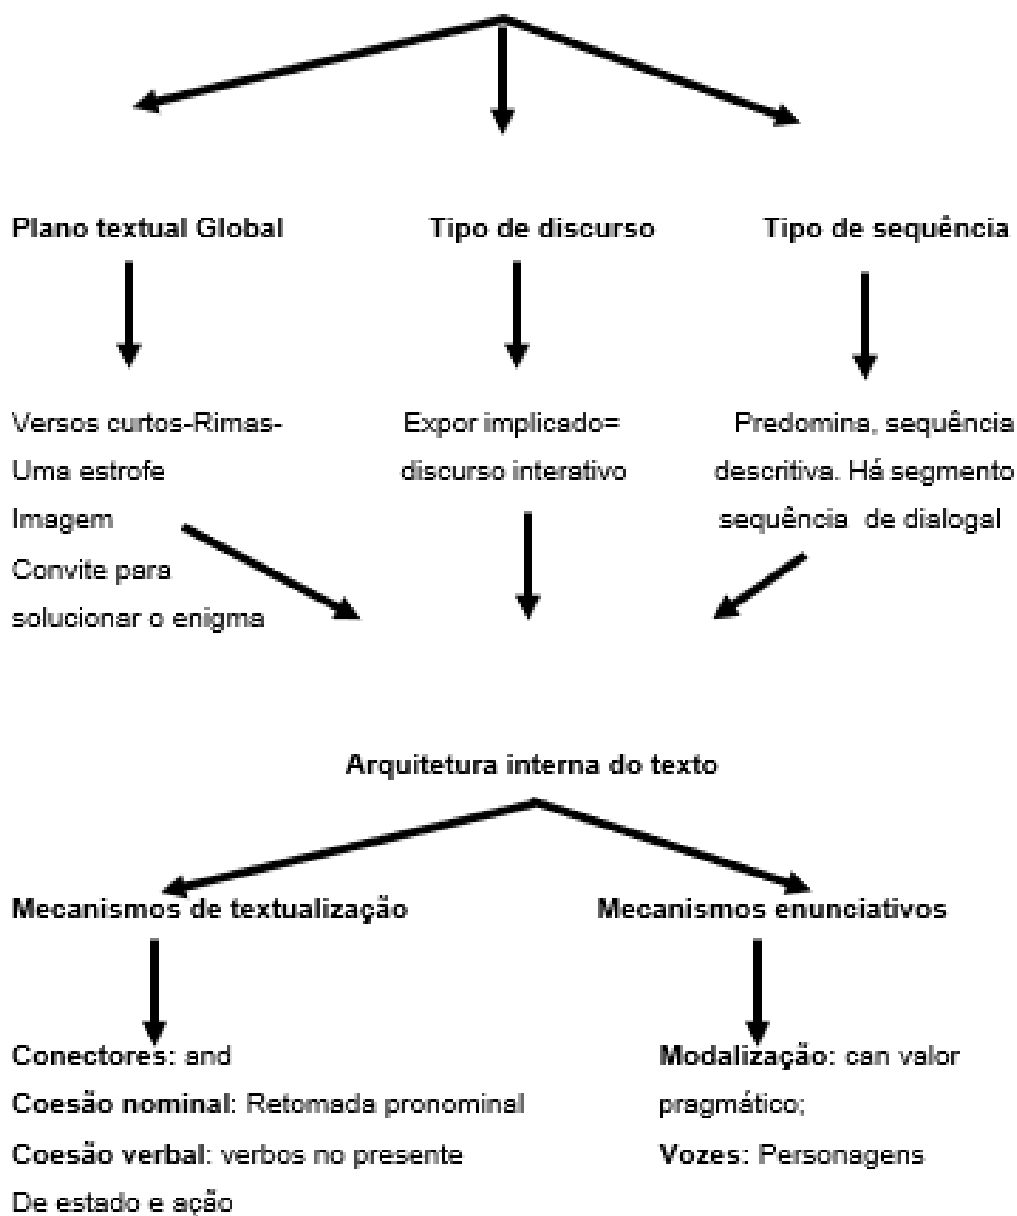 Plano textual Global
Tipo de discurso
Tipo de sequência
Versos curtos-Rimas-
Uma estrofe
Imagem
Convite para
solucionar o enigma
Expor implicado=
discurso interativo
Predomina, sequência
descritiva. Há segmento
sequência de dialogal
Arquitetura interna do texto
Mecanismos de textualização
Mecanismos enunciativos
Conectores: and
Coesão nominal: Retomada pronominal
Coesão verbal: verbos no presente
De estado e ação
Modalização: can valor
pragmático;
Vozes: Personagens